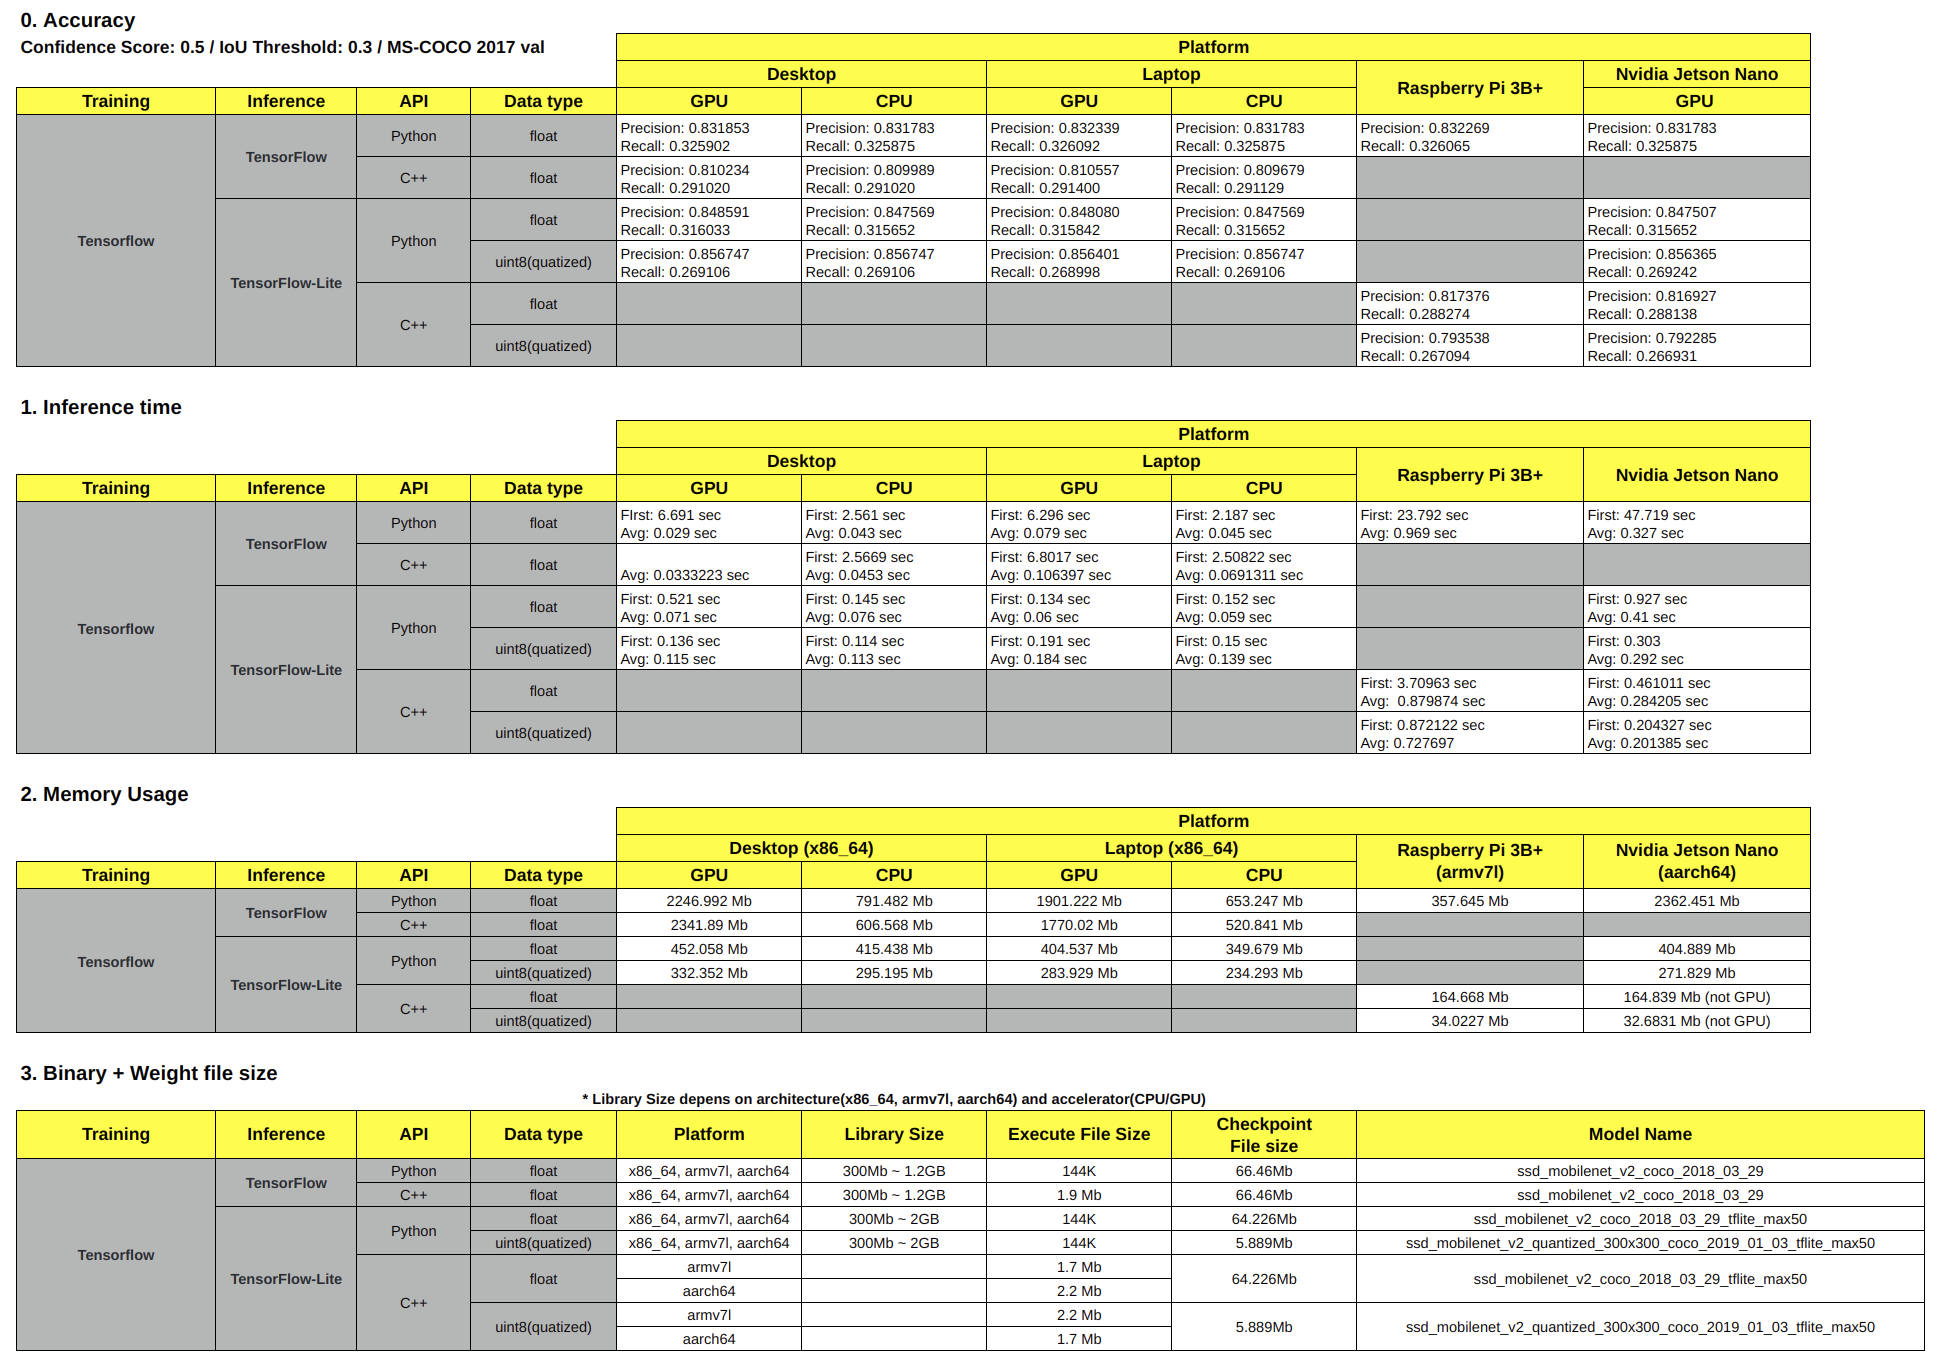 0. Accuracy
Confidence Score: 0.5 / IoU Threshold: 0.3 / MS-COCO 2017 val
Platform
Desktop Laptop Raspberry Pi 3B+ Nvidia Jetson Nano
Training Inference API Data type GPU CPU GPU CPU GPU
Tensorflow
TensorFlow
Python float
Precision: 0.831853 Precision: 0.831783 Precision: 0.832339 Precision: 0.831783 Precision: 0.832269 Precision: 0.831783
Recall: 0.325902 Recall: 0.325875 Recall: 0.326092 Recall: 0.325875 Recall: 0.326065 Recall: 0.325875
C++ float
Precision: 0.810234 Precision: 0.809989 Precision: 0.810557 Precision: 0.809679
Recall: 0.291020 Recall: 0.291020 Recall: 0.291400 Recall: 0.291129
TensorFlow-Lite
Python float
Precision: 0.848591 Precision: 0.847569 Precision: 0.848080 Precision: 0.847569 Precision: 0.847507
Recall: 0.316033 Recall: 0.315652 Recall: 0.315842 Recall: 0.315652 Recall: 0.315652
uint8(quatized)
Precision: 0.856747 Precision: 0.856747 Precision: 0.856401 Precision: 0.856747 Precision: 0.856365
Recall: 0.269106 Recall: 0.269106 Recall: 0.268998 Recall: 0.269106 Recall: 0.269242
C++ float
Precision: 0.817376 Precision: 0.816927
Recall: 0.288274 Recall: 0.288138
uint8(quatized)
Precision: 0.793538 Precision: 0.792285
Recall: 0.267094 Recall: 0.266931
1. Inference time
Platform
Desktop Laptop Raspberry Pi 3B+ Nvidia Jetson Nano
Training Inference API Data type GPU CPU GPU CPU
Tensorflow
TensorFlow
Python float
FIrst: 6.691 sec First: 2.561 sec First: 6.296 sec First: 2.187 sec First: 23.792 sec First: 47.719 sec
Avg: 0.029 sec Avg: 0.043 sec Avg: 0.079 sec Avg: 0.045 sec Avg: 0.969 sec Avg: 0.327 sec
C++ float
First: 2.5669 sec First: 6.8017 sec First: 2.50822 sec
Avg: 0.0333223 sec Avg: 0.0453 sec Avg: 0.106397 sec Avg: 0.0691311 sec
TensorFlow-Lite
Python float
First: 0.521 sec First: 0.145 sec First: 0.134 sec First: 0.152 sec First: 0.927 sec
Avg: 0.071 sec Avg: 0.076 sec Avg: 0.06 sec Avg: 0.059 sec Avg: 0.41 sec
uint8(quatized)
First: 0.136 sec First: 0.114 sec First: 0.191 sec First: 0.15 sec First: 0.303
Avg: 0.115 sec Avg: 0.113 sec Avg: 0.184 sec Avg: 0.139 sec Avg: 0.292 sec
C++ float
First: 3.70963 sec First: 0.461011 sec
Avg: 0.879874 sec Avg: 0.284205 sec
uint8(quatized)
First: 0.872122 sec First: 0.204327 sec
Avg: 0.727697 Avg: 0.201385 sec
2. Memory Usage
Platform
Desktop (x86_64) Laptop (x86_64) Raspberry Pi 3B+ Nvidia Jetson Nano
(armv7l) (aarch64)
Training Inference API Data type GPU CPU GPU CPU
Tensorflow
TensorFlow
Python float 2246.992 Mb 791.482 Mb 1901.222 Mb 653.247 Mb 357.645 Mb 2362.451 Mb
C++ float 2341.89 Mb 606.568 Mb 1770.02 Mb 520.841 Mb
TensorFlow-Lite
Python float 452.058 Mb 415.438 Mb 404.537 Mb 349.679 Mb 404.889 Mb
uint8(quatized) 332.352 Mb 295.195 Mb 283.929 Mb 234.293 Mb 271.829 Mb
C++ float 164.668 Mb 164.839 Mb (not GPU)
uint8(quatized) 34.0227 Mb 32.6831 Mb (not GPU)
3. Binary + Weight file size
* Library Size depens on architecture(x86_64, armv7l, aarch64) and accelerator(CPU/GPU)
Training Inference API Data type Platform Library Size Execute File Size Checkpoint Model Name
File size
Tensorflow
TensorFlow
Python float x86_64, armv7l, aarch64 300Mb ~ 1.2GB 144K 66.46Mb ssd_mobilenet_v2_coco_2018_03_29
C++ float x86_64, armv7l, aarch64 300Mb ~ 1.2GB 1.9 Mb 66.46Mb ssd_mobilenet_v2_coco_2018_03_29
TensorFlow-Lite
Python float x86_64, armv7l, aarch64 300Mb ~ 2GB 144K 64.226Mb ssd_mobilenet_v2_coco_2018_03_29_tflite_max50
uint8(quatized) x86_64, armv7l, aarch64 300Mb ~ 2GB 144K 5.889Mb ssd_mobilenet_v2_quantized_300x300_coco_2019_01_03_tflite_max50
C++ float armv7l 1.7 Mb 64.226Mb ssd_mobilenet_v2_coco_2018_03_29_tflite_max50
aarch64 2.2 Mb
uint8(quatized) armv7l 2.2 Mb 5.889Mb ssd_mobilenet_v2_quantized_300x300_coco_2019_01_03_tflite_max50
aarch64 1.7 Mb